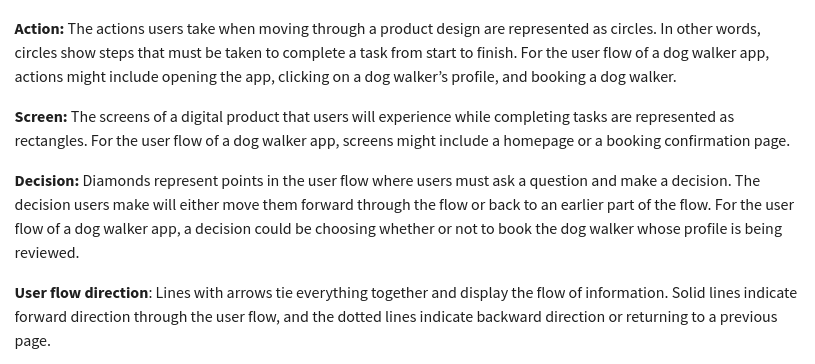 Action: The actions users take when moving through a product design are represented as circles. In other words,
circles show steps that must be taken to complete a task from start to finish. For the user flow of a dog walker app,
actions might include opening the app, clicking on a dog walker’s profile, and booking a dog walker.
Screen: The screens of a digital product that users will experience while completing tasks are represented as
rectangles. For the user flow of a dog walker app, screens might include a homepage or a booking confirmation page.
Decision: Diamonds represent points in the user flow where users must ask a question and make a decision. The
decision users make will either move them forward through the flow or back to an earlier part of the flow. For the user
flow of a dog walker app, a decision could be choosing whether or not to book the dog walker whose profile is being
reviewed.
User flow direction: Lines with arrows tie everything together and display the flow of information. Solid lines indicate
forward direction through the user flow, and the dotted lines indicate backward direction or returning to a previous
page.